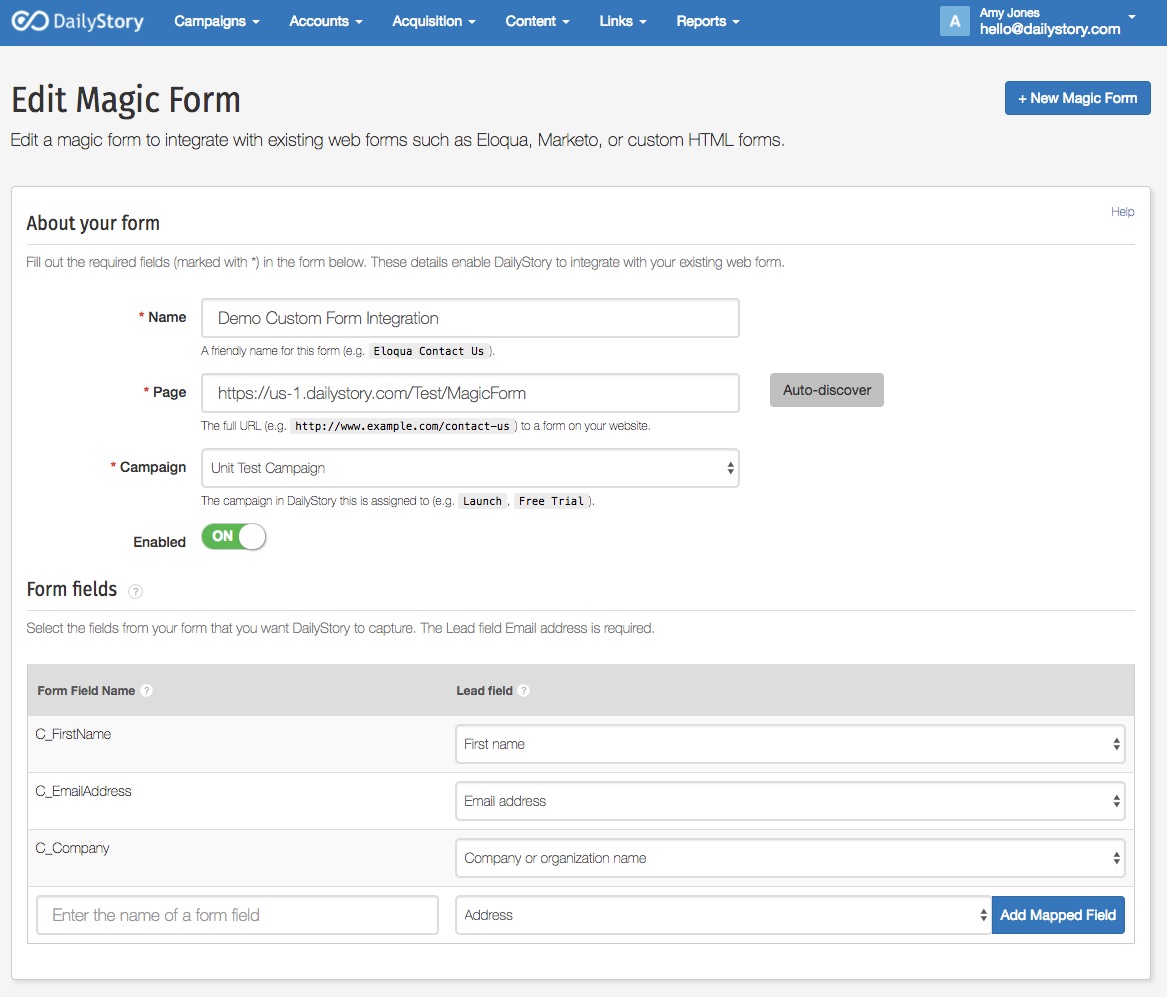 DailyStory Campaigns Accounts Acquisition Content Links Reports A Amy Jones
hello@dailystory.com
Edit Magic Form
+ New Magic Form
Edit a magic form to integrate with existing web forms such as Eloqua, Marketo, or custom HTML forms.
Help
About your form
Fill out the required fields (marked with *) in the form below. These details enable DailyStory to integrate with your existing web form.
* Name Demo Custom Form Integration
A friendly name for this form (e.g. Eloqua Contact Us ).
* Page https://us-1.dailystory.com/Test/MagicForm Auto-discover
The full URL (e.g. http://www.example.com/contact-us ) to a form on your website.
* Campaign Unit Test Campaign
The campaign in DailyStory this is assigned to (e.g. Launch , Free Trial ).
Enabled ON
Form fields ?
Select the fields from your form that you want DailyStory to capture. The Lead field Email address is required.
Form Field Name ? Lead field ?
C_FirstName First name
C_EmailAddress Email address
C_Company Company or organization name
Enter the name of a form field Address Add Mapped Field